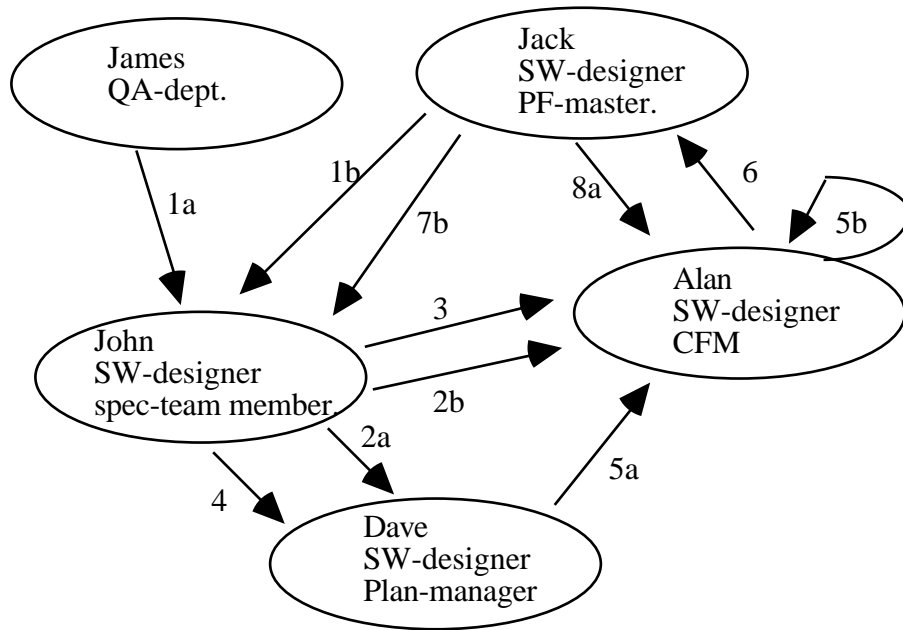 James
QA-dept.
Jack
SW-designer
PF-master.
1a
1b
7b
8a
6
5b
Alan
SW-designer
CFM
John
SW-designer
spec-team member.
3
2b
2a
4
5a
Dave
SW-designer
Plan-manager